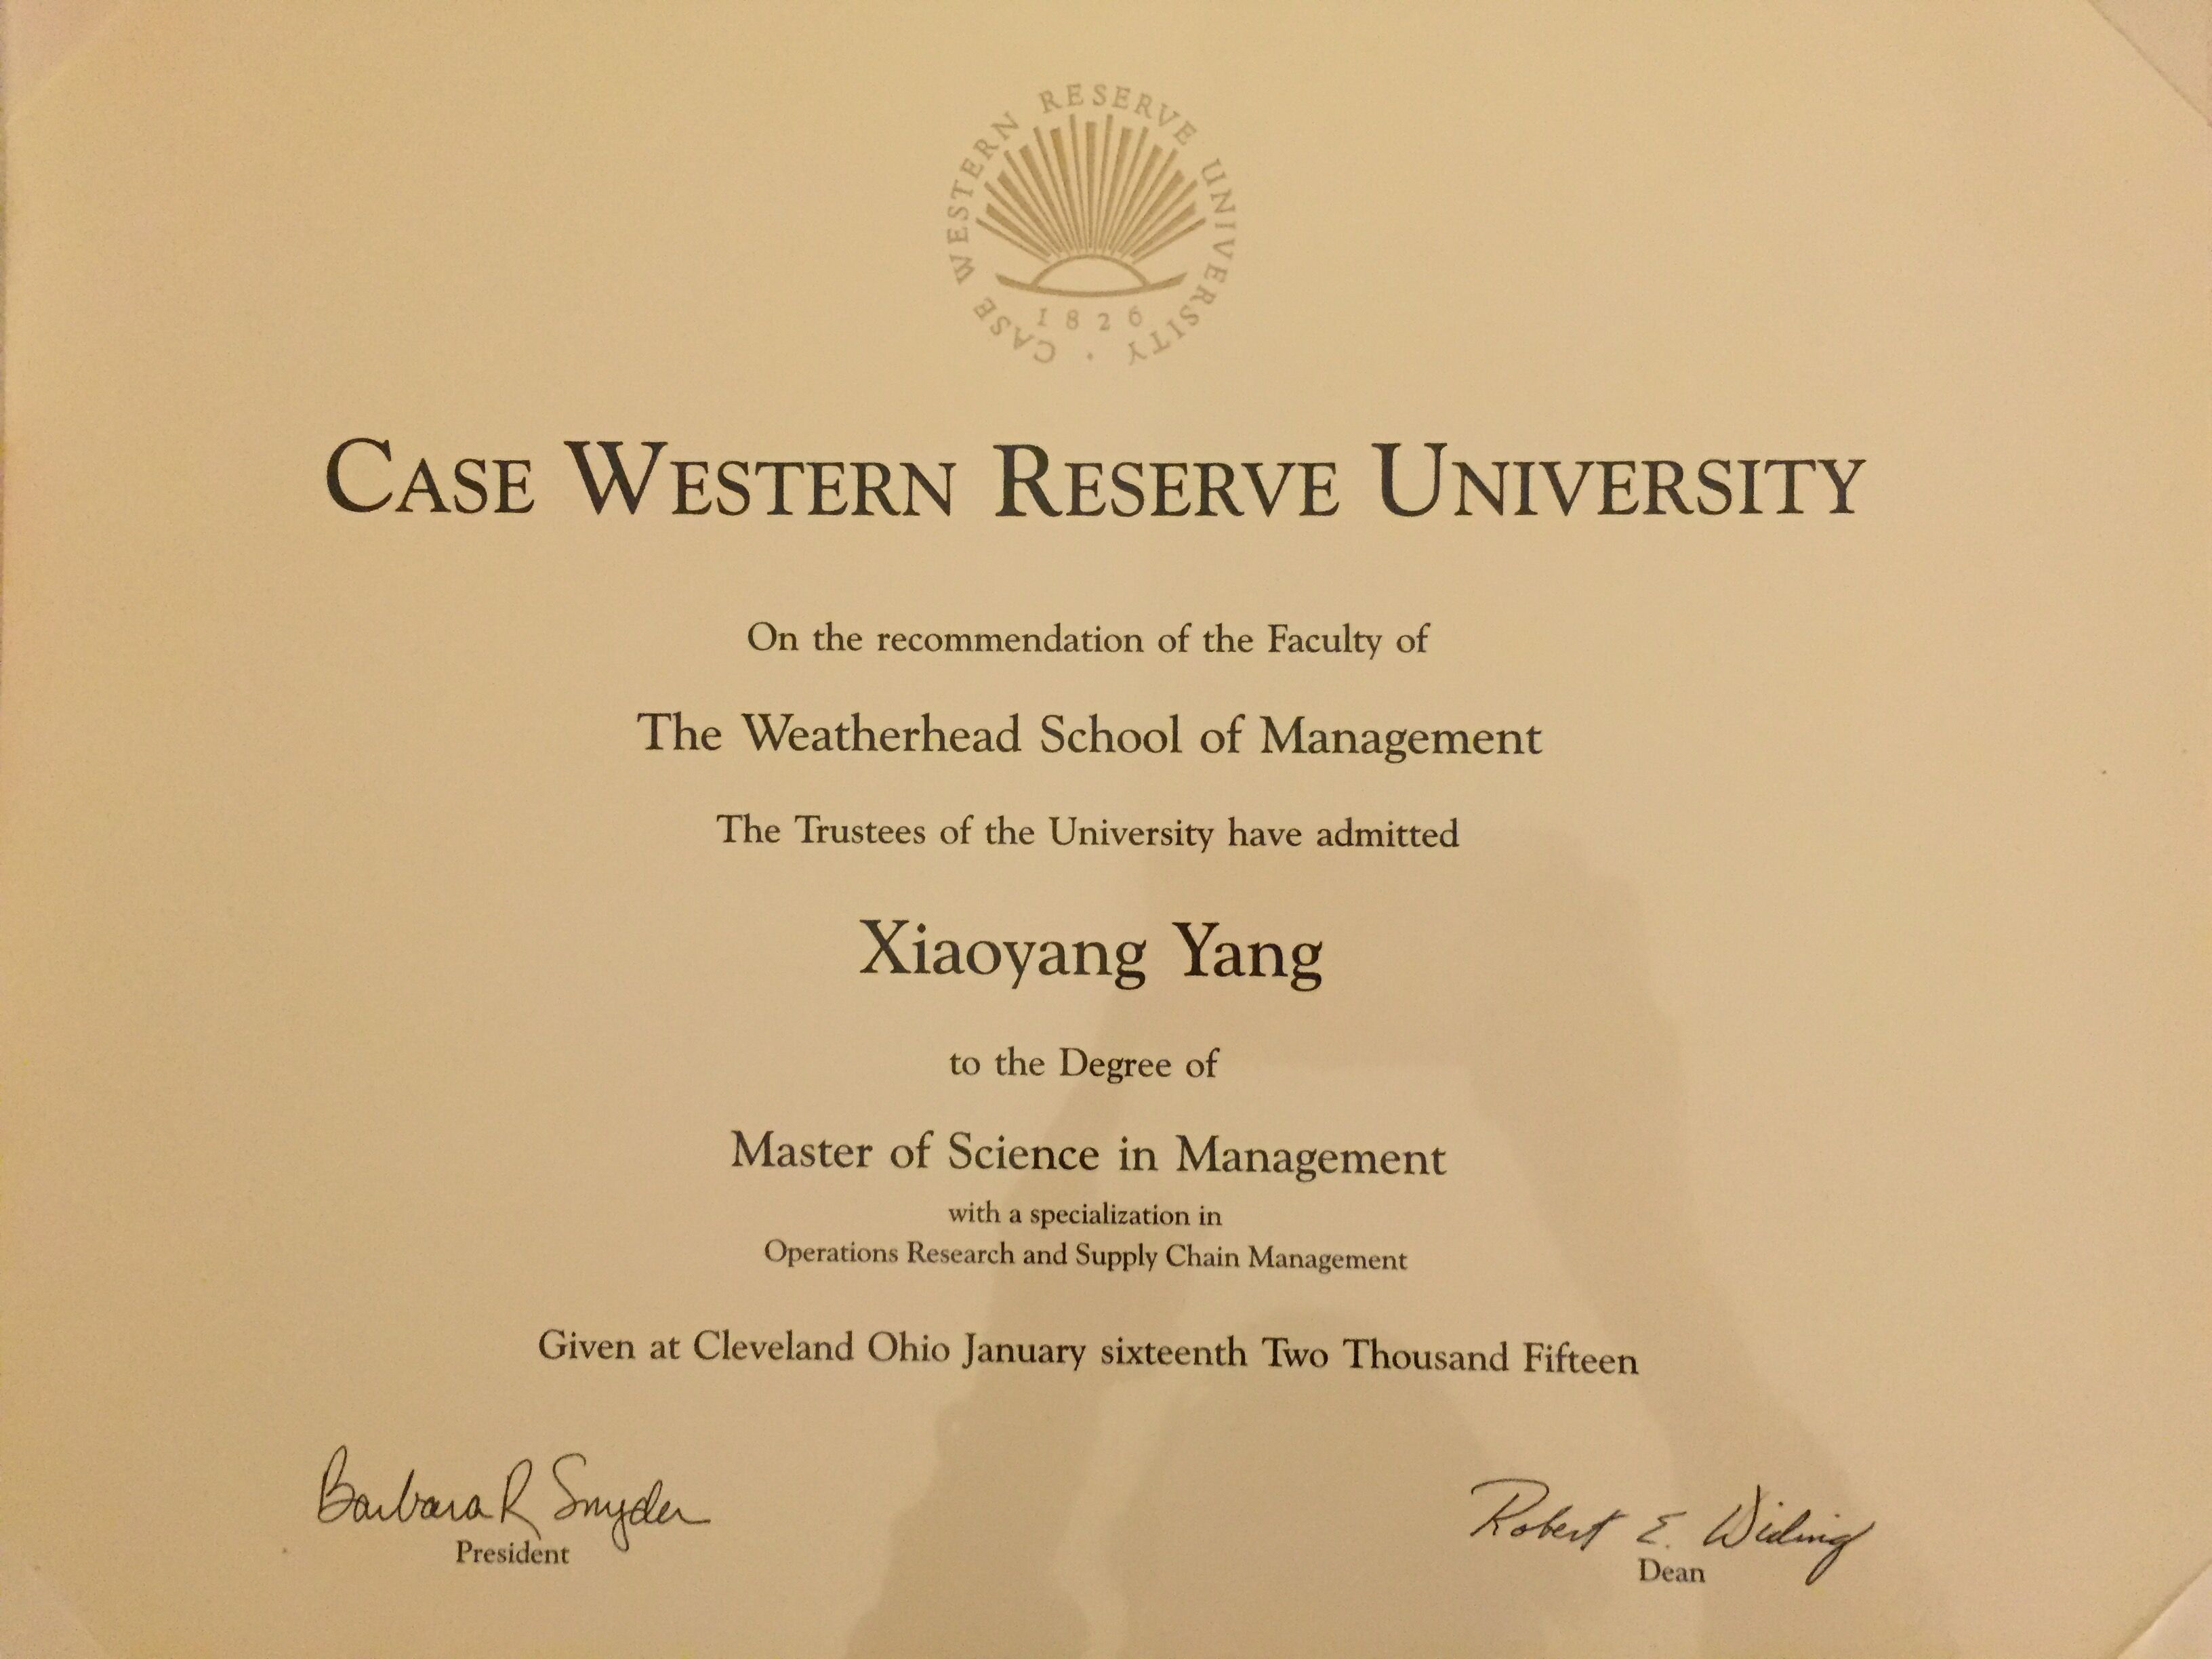 CASE WESTERN RESERVE UNIVERSITY ·
1826
CASE WESTERN RESERVE UNIVERSITY
On the recommendation of the Faculty of
The Weatherhead School of Management
The Trustees of the University have admitted
Xiaoyang Yang
to the Degree of
Master of Science in Management
with a specialization in
Operations Research and Supply Chain Management
Given at Cleveland Ohio January sixteenth Two Thousand Fifteen
Barbara R Snyder
President
Robert E. Widing
Dean